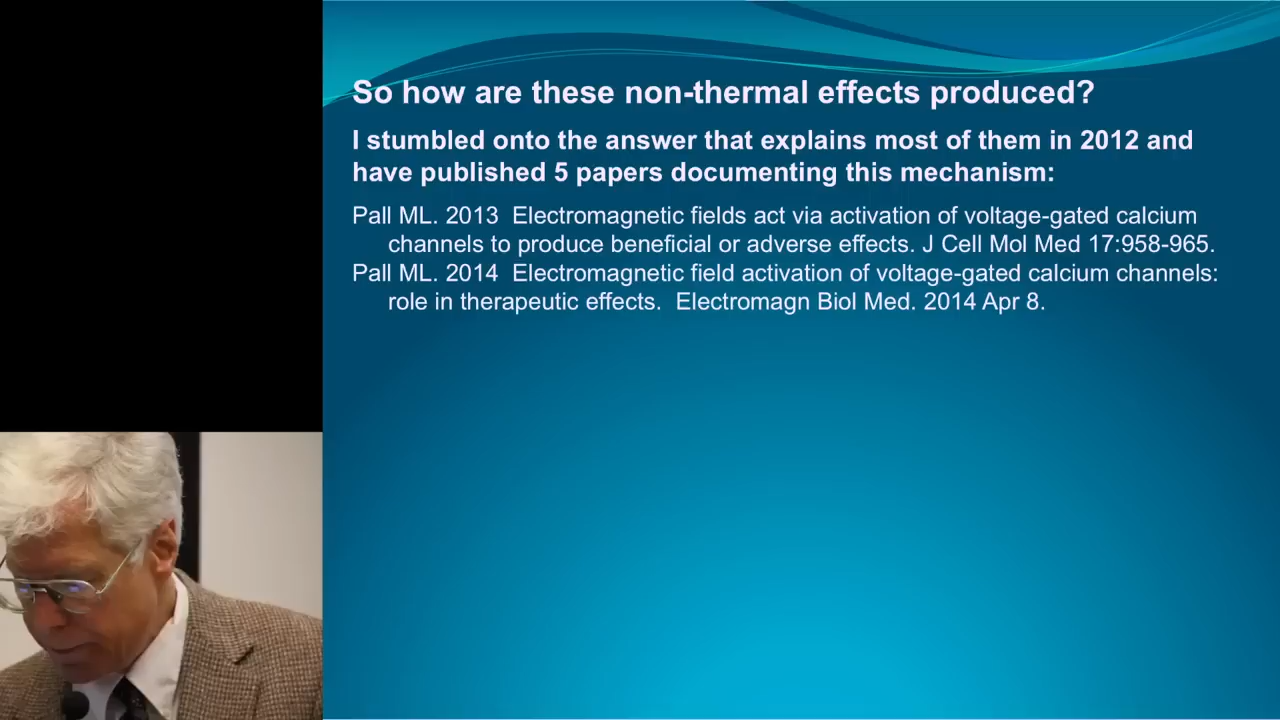 So how are these non-thermal effects produced?
I stumbled onto the answer that explains most of them in 2012 and
have published 5 papers documenting this mechanism:
Pall ML. 2013  Electromagnetic fields act via activation of voltage-gated calcium
channels to produce beneficial or adverse effects. J Cell Mol Med 17:958-965.
Pall ML. 2014  Electromagnetic field activation of voltage-gated calcium channels:
role in therapeutic effects.  Electromagn Biol Med. 2014 Apr 8.